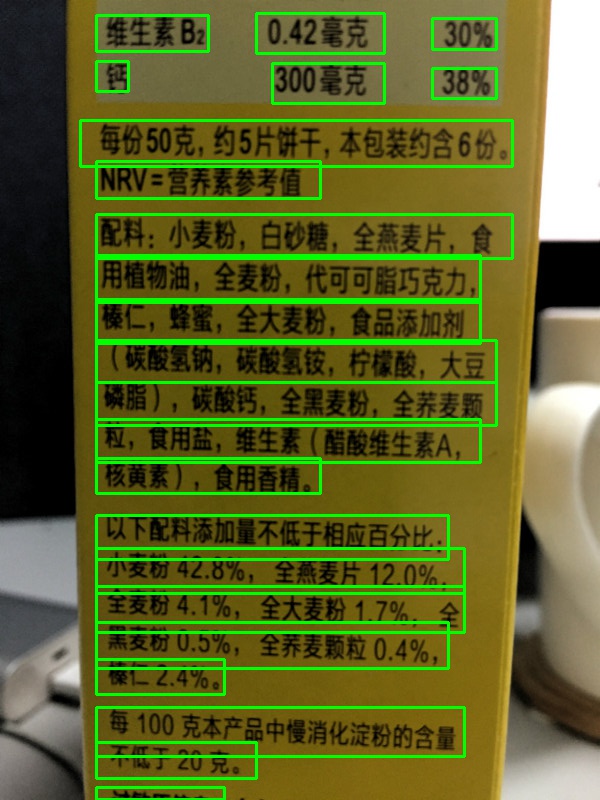 维生素B₂ 0.42毫克 30%
钙 300毫克 38%
每份50克，约5片饼干，本包装约含6份。
NRV=营养素参考值
配料：小麦粉，白砂糖，全燕麦片，食
用植物油，全麦粉，代可可脂巧克力，
榛仁，蜂蜜，全大麦粉，食品添加剂
（碳酸氢钠，碳酸氢铵，柠檬酸，大豆
磷脂），碳酸钙，全黑麦粉，全荞麦颗
粒，食用盐，维生素（醋酸维生素A，
核黄素），食用香精。
以下配料添加量不低于相应百分比：
小麦粉 42.8%， 全燕麦片 12.0%，
全麦粉 4.1%， 全大麦粉 1.7%， 全
黑麦粉 0.5%， 全荞麦颗粒 0.4%，
榛仁 2.4%。
每 100 克本产品中慢消化淀粉的含量
不低于 20 克。